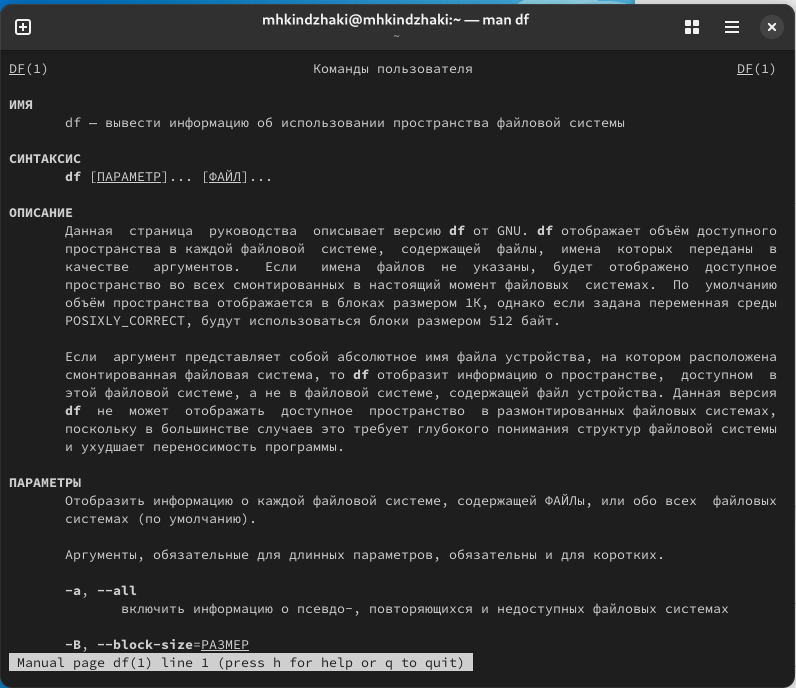 mhkindzhaki@mhkindzhaki:~ — man df
~
DF(1) Команды пользователя DF(1)
ИМЯ
df — вывести информацию об использовании пространства файловой системы
СИНТАКСИС
df [ПАРАМЕТР]... [ФАЙЛ]...
ОПИСАНИЕ
Данная страница руководства описывает версию df от GNU. df отображает объём доступного
пространства в каждой файловой системе, содержащей файлы, имена которых переданы в
качестве аргументов. Если имена файлов не указаны, будет отображено доступное
пространство во всех смонтированных в настоящий момент файловых системах. По умолчанию
объём пространства отображается в блоках размером 1K, однако если задана переменная среды
POSIXLY_CORRECT, будут использоваться блоки размером 512 байт.
Если аргумент представляет собой абсолютное имя файла устройства, на котором расположена
смонтированная файловая система, то df отобразит информацию о пространстве, доступном в
этой файловой системе, а не в файловой системе, содержащей файл устройства. Данная версия
df не может отображать доступное пространство в размонтированных файловых системах,
поскольку в большинстве случаев это требует глубокого понимания структур файловой системы
и ухудшает переносимость программы.
ПАРАМЕТРЫ
Отобразить информацию о каждой файловой системе, содержащей ФАЙЛы, или обо всех файловых
системах (по умолчанию).
Аргументы, обязательные для длинных параметров, обязательны и для коротких.
-a, --all
включить информацию о псевдо-, повторяющихся и недоступных файловых системах
-B, --block-size=РАЗМЕР
Manual page df(1) line 1 (press h for help or q to quit)